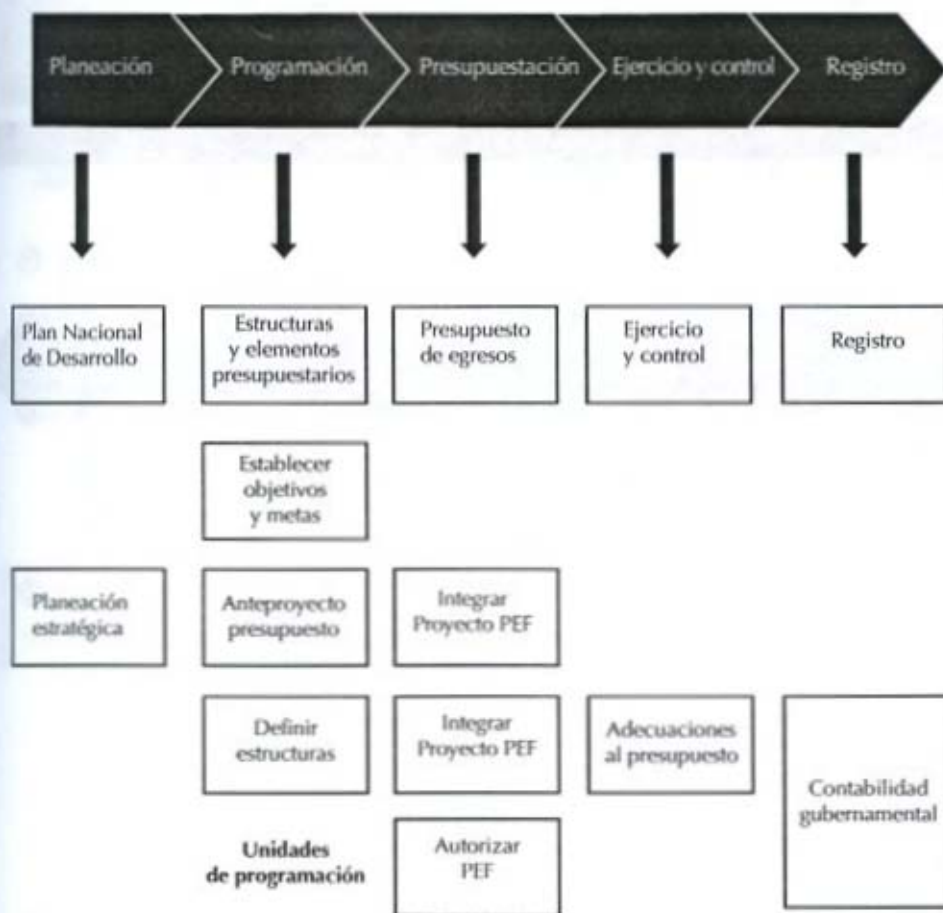 Planeación
Programación
Presupuestación
Ejercicio y control
Registro
Plan Nacional
de Desarrollo
Estructuras
y elementos
presupuestarios
Presupuesto
de egresos
Ejercicio
y control
Registro
Establecer
objetivos
y metas
Planeación
estratégica
Anteproyecto
presupuesto
Integrar
Proyecto PEF
Definir
estructuras
Integrar
Proyecto PEF
Adecuaciones
al presupuesto
Contabilidad
gubernamental
Unidades
de programación
Autorizar
PEF